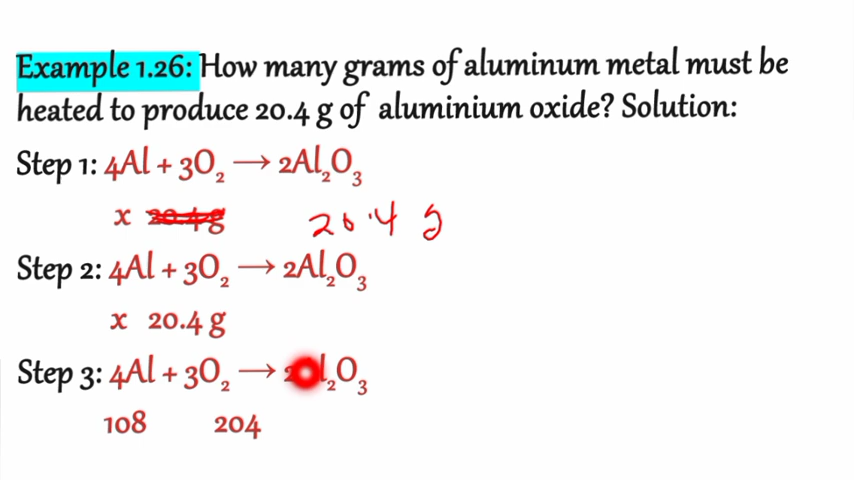 Example 1.26: How many grams of aluminum metal must be
heated to produce 20.4 g of aluminium oxide? Solution:
Step 1: 4Al + 3O₂ → 2Al₂O₃
x 20.4 g 20.4 g
Step 2: 4Al + 3O₂ → 2Al₂O₃
x 20.4 g
Step 3: 4Al + 3O₂ → 2Al₂O₃
108 204